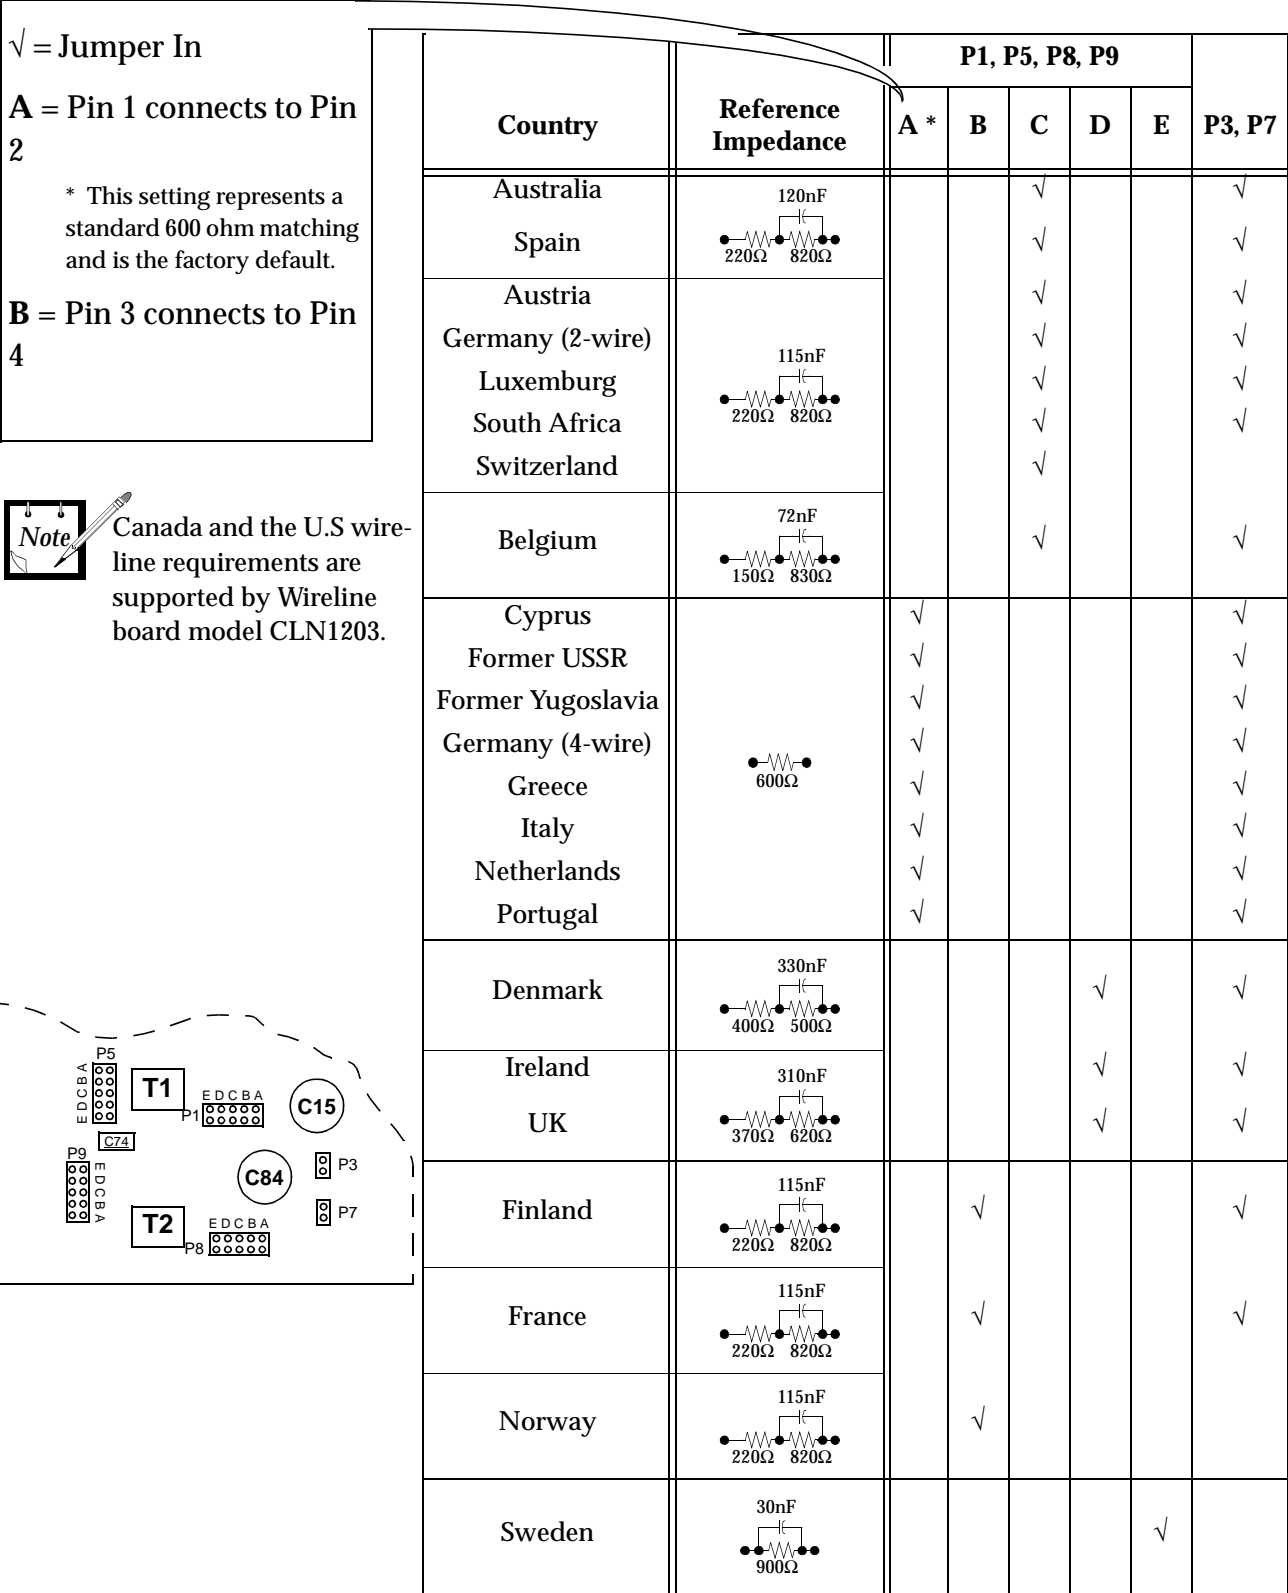 √ = Jumper In
A = Pin 1 connects to Pin
2
* This setting represents a
standard 600 ohm matching
and is the factory default.
B = Pin 3 connects to Pin
4
Note
Canada and the U.S wire-
line requirements are
supported by Wireline
board model CLN1203.
P5
E D C B A
T1
P1
E D C B A
C15
C74
P9
E D C B A
C84
P3
P7
T2
E D C B A
P8
Country Reference Impedance P1, P5, P8, P9 P3, P7
A * B C D E
Australia √ √
120nF
220Ω 820Ω
Spain √ √
Austria √ √
Germany (2-wire) √ √
115nF
Luxemburg √ √
220Ω 820Ω
South Africa √ √
Switzerland √
72nF
Belgium √ √
150Ω 830Ω
Cyprus √ √
Former USSR √ √
Former Yugoslavia √ √
Germany (4-wire) √ √
600Ω
Greece √ √
Italy √ √
Netherlands √ √
Portugal √ √
330nF
Denmark √ √
400Ω 500Ω
Ireland √ √
310nF
UK √ √
370Ω 620Ω
115nF
Finland √ √
220Ω 820Ω
115nF
France √ √
220Ω 820Ω
115nF
Norway √
220Ω 820Ω
30nF
Sweden √
900Ω